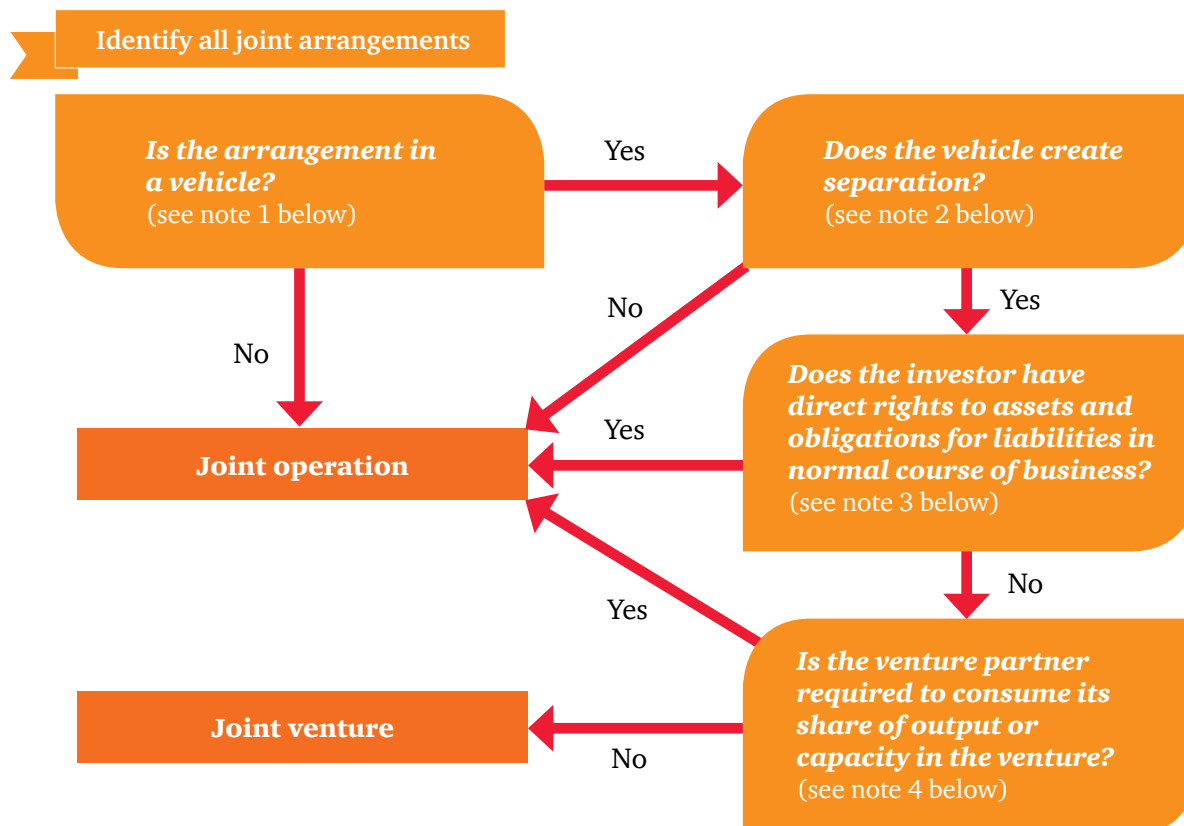 Identify all joint arrangements
Is the arrangement in
a vehicle?
(see note 1 below)
Yes
Does the vehicle create
separation?
(see note 2 below)
No
No
Yes
Joint operation
Yes
Does the investor have
direct rights to assets and
obligations for liabilities in
normal course of business?
(see note 3 below)
Yes
No
Joint venture
No
Is the venture partner
required to consume its
share of output or
capacity in the venture?
(see note 4 below)